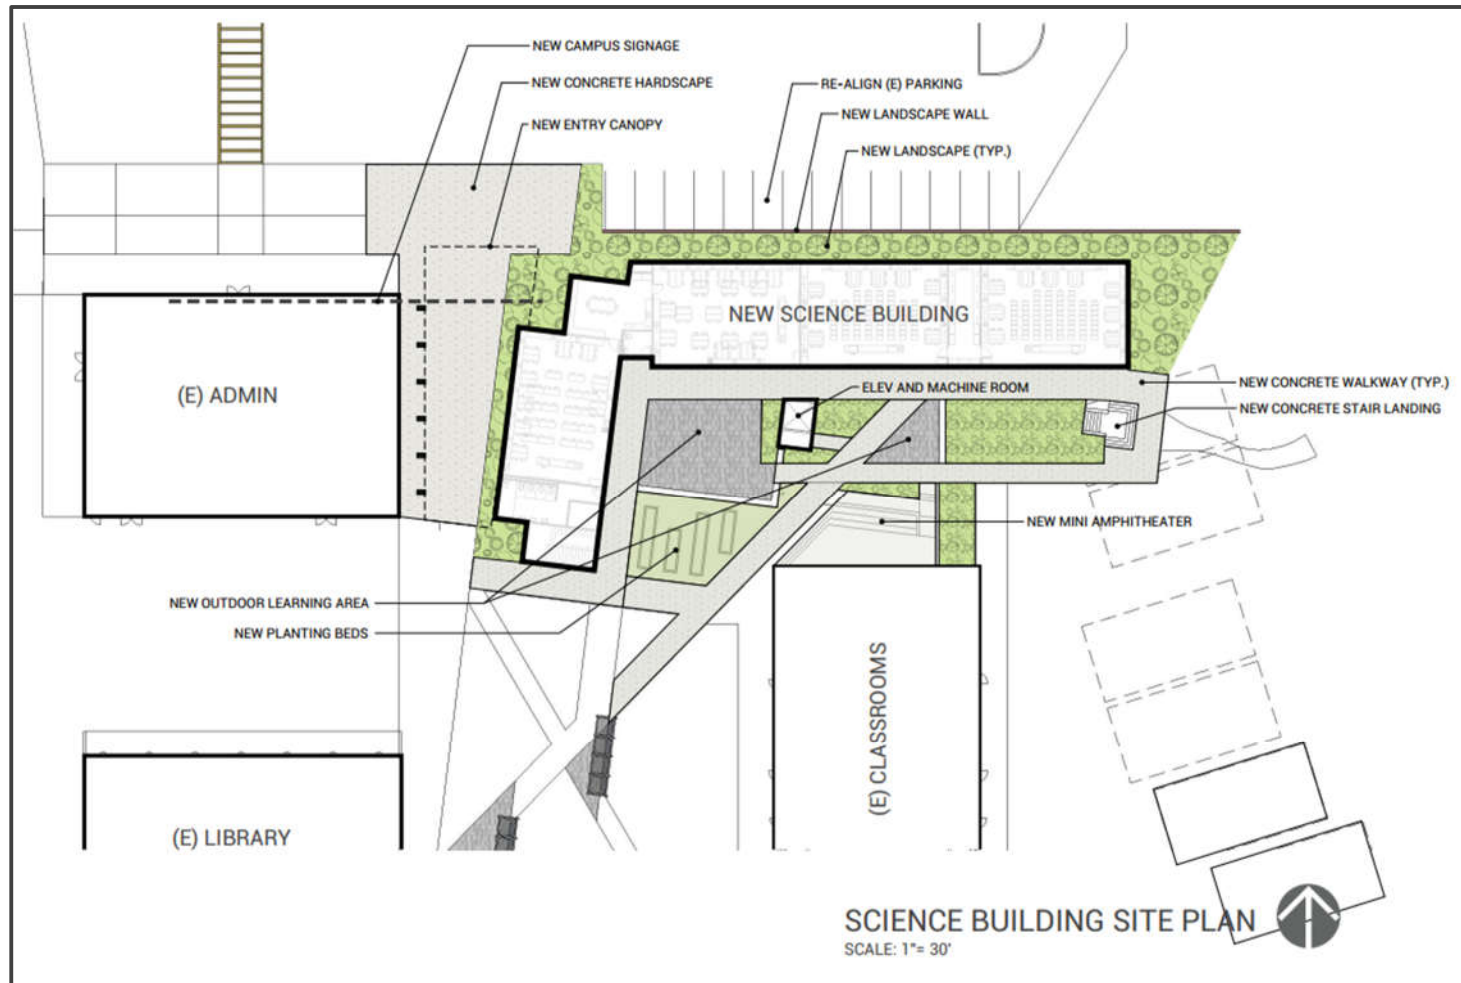 NEW CAMPUS SIGNAGE
NEW CONCRETE HARDSCAPE
NEW ENTRY CANOPY
RE-ALIGN (E) PARKING
NEW LANDSCAPE WALL
NEW LANDSCAPE (TYP.)
NEW SCIENCE BUILDING
(E) ADMIN
ELEV AND MACHINE ROOM
NEW CONCRETE WALKWAY (TYP.)
NEW CONCRETE STAIR LANDING
NEW MINI AMPHITHEATER
NEW OUTDOOR LEARNING AREA
NEW PLANTING BEDS
(E) CLASSROOMS
(E) LIBRARY
SCIENCE BUILDING SITE PLAN
SCALE: 1"= 30'